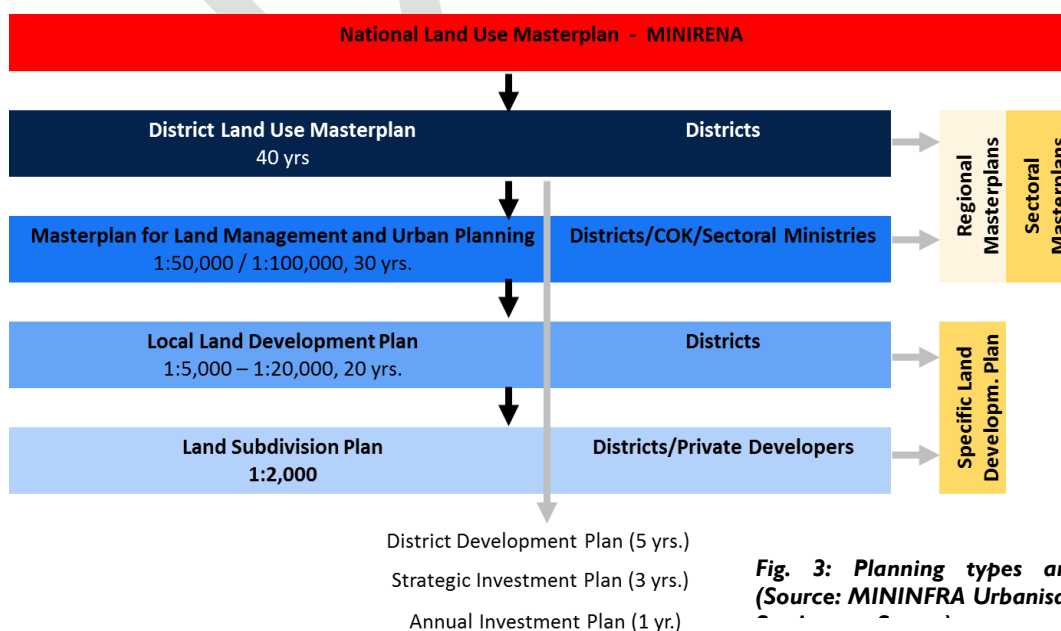 National Land Use Masterplan - MINIRENA
District Land Use Masterplan
40 yrs
Districts
Masterplan for Land Management and Urban Planning
1:50,000 / 1:100,000, 30 yrs.
Districts/COK/Sectoral Ministries
Regional
Masterplans
Sectoral
Masterplans
Local Land Development Plan
1:5,000 – 1:20,000, 20 yrs.
Districts
Land Subdivision Plan
1:2,000
Districts/Private Developers
Specific Land
Developm. Plan
District Development Plan (5 yrs.)
Strategic Investment Plan (3 yrs.)
Annual Investment Plan (1 yr.)
Fig. 3: Planning types
(Source: MININFRA